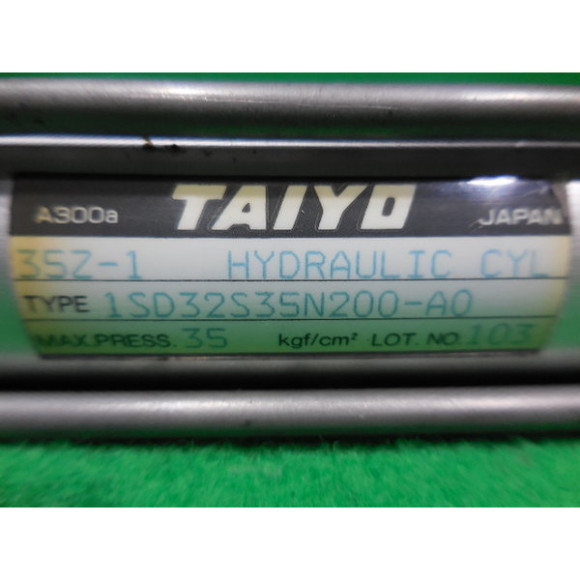 A300a TAIYO JAPAN
35Z-1 HYDRAULIC CYL
TYPE 1SD32S35N200-A0
MAX.PRESS. 35 kgf/cm² LOT. NO. 103